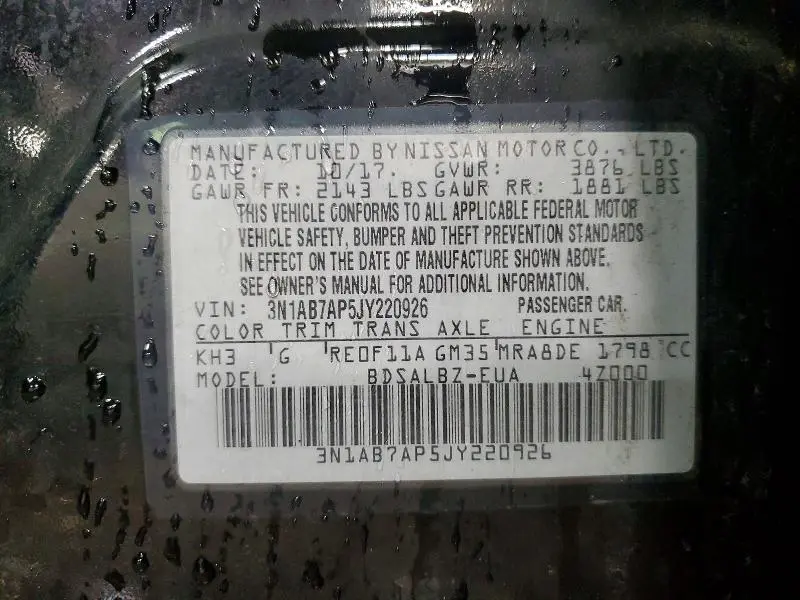 MANUFACTURED BY NISSAN MOTOR CO., LTD.
DATE: 10/17. GVWR: 3876 LBS
GAWR FR: 2143 LBS GAWR RR: 1881 LBS
THIS VEHICLE CONFORMS TO ALL APPLICABLE FEDERAL MOTOR
VEHICLE SAFETY, BUMPER AND THEFT PREVENTION STANDARDS
IN EFFECT ON THE DATE OF MANUFACTURE SHOWN ABOVE.
SEE OWNER'S MANUAL FOR ADDITIONAL INFORMATION.
VIN: 3N1AB7AP5JY220926 PASSENGER CAR.
COLOR TRIM TRANS AXLE ENGINE
KH3 G RE0F11A GM35 MRA8DE 1798 CC
MODEL: BDSALBZ-EUA 4Z000
3N1AB7AP5JY220926